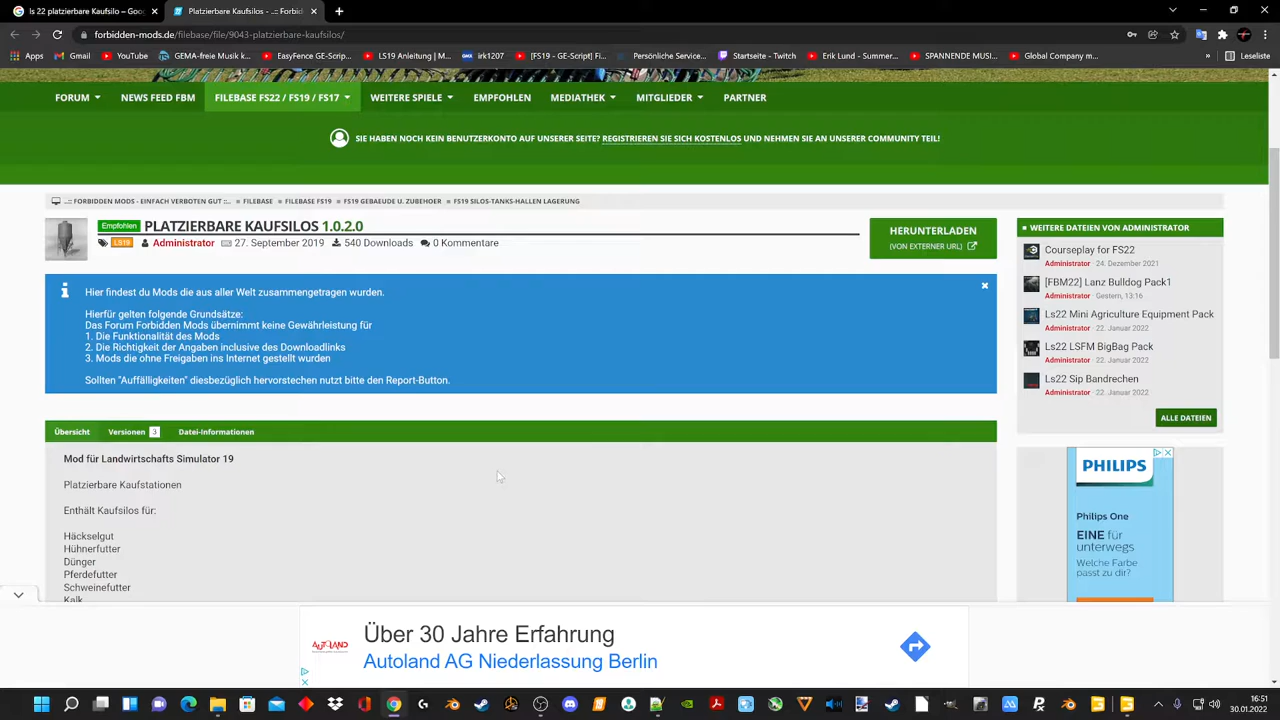 Is 22 platzierbare kaufsilo – Goo
Platzierbare Kaufsilos - ..:: Forbid
forbidden-mods.de/filebase/file/9043-platzierbare-kaufsilos/
Apps
Gmail
YouTube
GEMA-freie Musik k...
EasyFence GE-Scrip...
LS19 Anleitung | M...
irk1207
[FS19 - GE-Script] Fi...
Persönliche Service...
Startseite - Twitch
Erik Lund - Summer...
SPANNENDE MUSI...
Global Company m...
»
Leseliste
FORUM
NEWS FEED FBM
FILEBASE FS22 / FS19 / FS17
WEITERE SPIELE
EMPFOHLEN
MEDIATHEK
MITGLIEDER
PARTNER
SIE HABEN NOCH KEIN BENUTZERKONTO AUF UNSERER SEITE? REGISTRIEREN SIE SICH KOSTENLOS UND NEHMEN SIE AN UNSERER COMMUNITY TEIL!
..:: FORBIDDEN MODS - EINFACH VERBOTEN GUT ::.. FILEBASE FILEBASE FS19 FS19 GEBAEUDE U. ZUBEHOER FS19 SILOS-TANKS-HALLEN LAGERUNG
Empfohlen PLATZIERBARE KAUFSILOS 1.0.2.0
LS19 Administrator 27. September 2019 540 Downloads 0 Kommentare
HERUNTERLADEN
(VON EXTERNER URL)
Hier findest du Mods die aus aller Welt zusammengetragen wurden.
Hierfür gelten folgende Grundsätze:
Das Forum Forbidden Mods übernimmt keine Gewährleistung für
1. Die Funktionalität des Mods
2. Die Richtigkeit der Angaben inclusive des Downloadlinks
3. Mods die ohne Freigaben ins Internet gestellt wurden
Sollten "Auffälligkeiten" diesbezüglich hervorstechen nutzt bitte den Report-Button.
Übersicht Versionen 3 Datei-Informationen
Mod für Landwirtschafts Simulator 19
Platzierbare Kaufstationen
Enthält Kaufsilos für:
Häckselgut
Hühnerfutter
Dünger
Pferdefutter
Schweinefutter
Kalk
WEITERE DATEIEN VON ADMINISTRATOR
Courseplay for FS22
Administrator · 24. Dezember 2021
[FBM22] Lanz Bulldog Pack1
Administrator · Gestern, 13:16
Ls22 Mini Agriculture Equipment Pack
Administrator · 22. Januar 2022
Ls22 LSFM BigBag Pack
Administrator · 22. Januar 2022
Ls22 Sip Bandrechen
Administrator · 22. Januar 2022
ALLE DATEIEN
PHILIPS
Philips One
EINE für
unterwegs
Welche Farbe
passt zu dir?
AUTOLAND
Über 30 Jahre Erfahrung
Autoland AG Niederlassung Berlin
16:51
30.01.2022